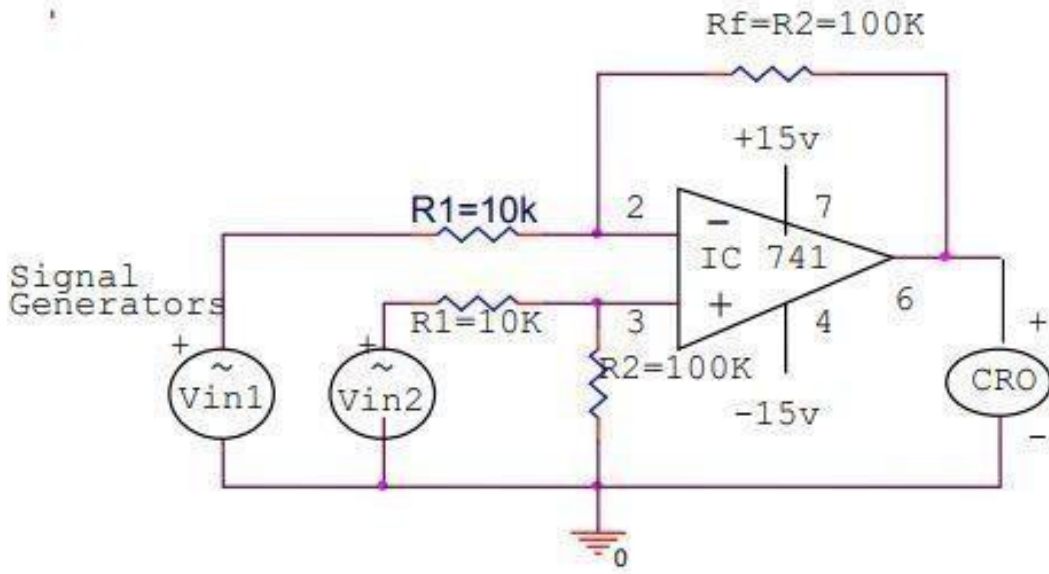 Rf=R2=100K
+15v
R1=10k
2
7
-
IC 741
Signal
Generators
+
R1=10K
3
+
4
6
+
+
~
Vin1
+
~
Vin2
R2=100K
-15v
CRO
-
0